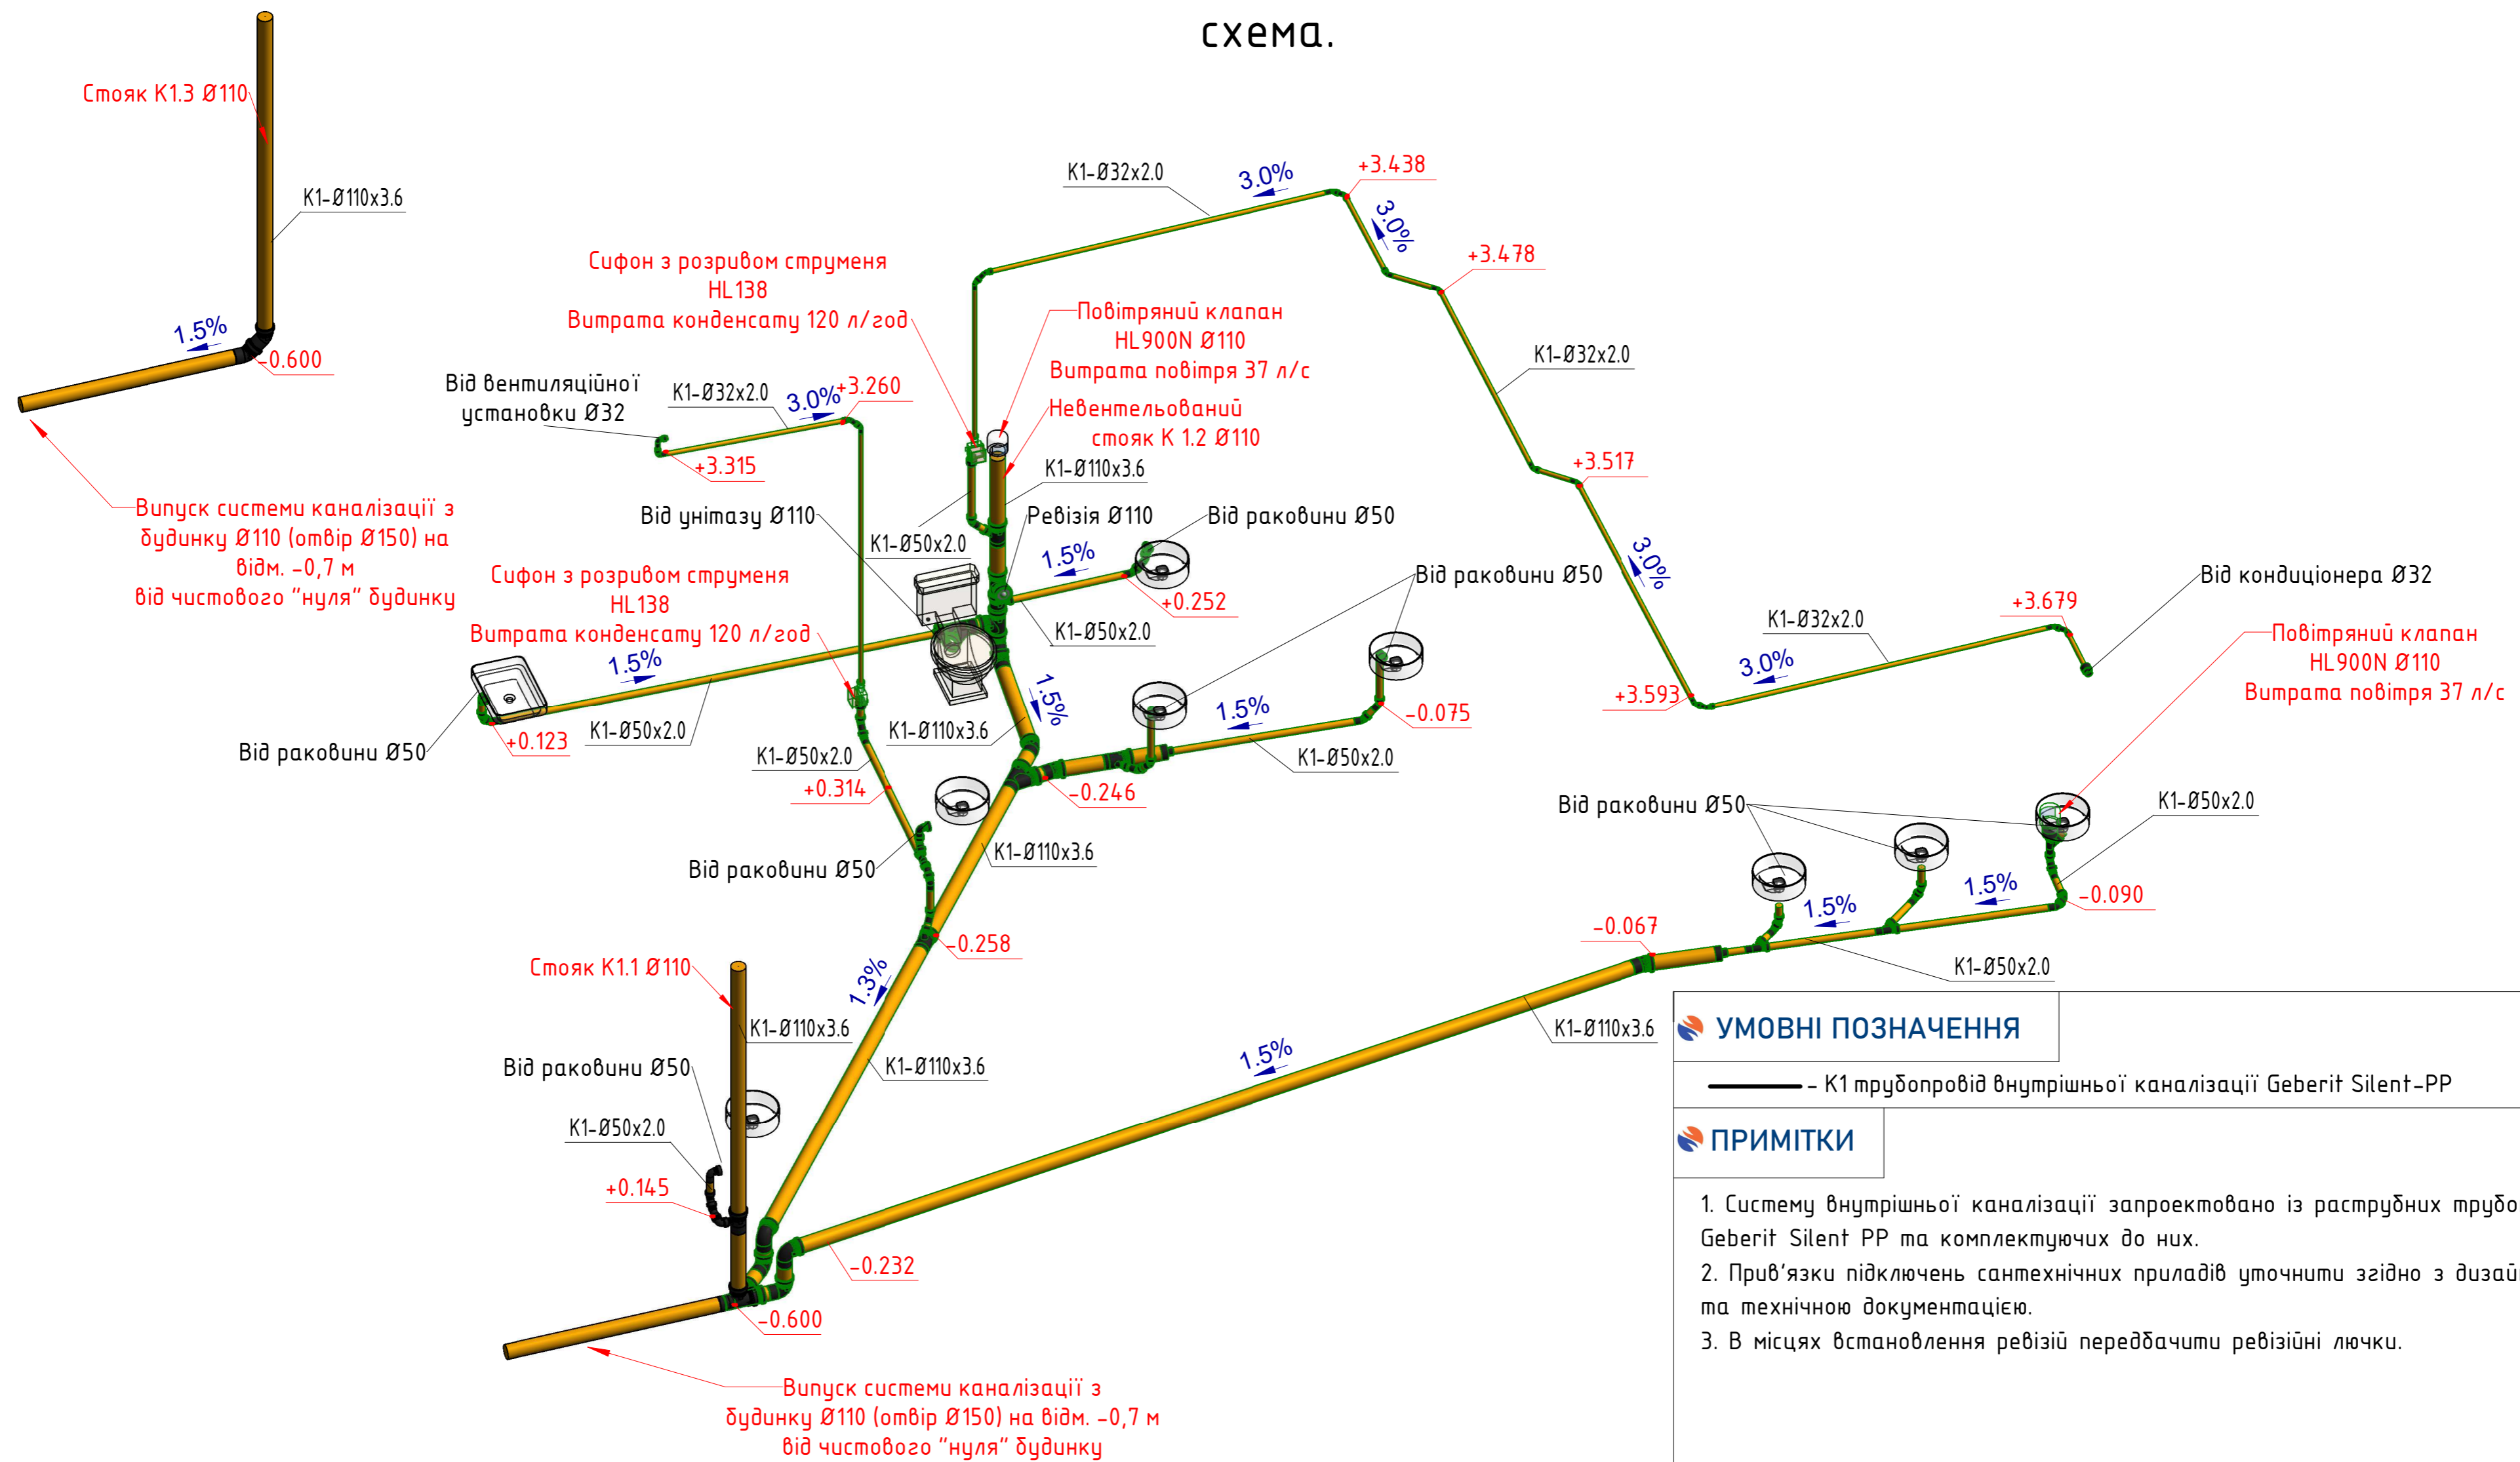 схема.
Стояк К1.3 Ø110
К1-Ø110х3.6
1.5%
-0.600
Випуск системи каналізації з
будинку Ø110 (отвір Ø150) на
відм. -0,7 м
від чистового "нуля" будинку
К1-Ø32х2.0
3.0%
+3.438
3.0%
+3.478
Сифон з розривом струменя
HL138
Витрата конденсату 120 л/год
Повітряний клапан
HL900N Ø110
Витрата повітря 37 л/с
К1-Ø32х2.0
Від вентиляційної
установки Ø32
К1-Ø32х2.0
3.0%
+3.260
+3.315
Невентельований
стояк К 1.2 Ø110
К1-Ø110х3.6
+3.517
Від унітазу Ø110
Ревізія Ø110
Від раковини Ø50
К1-Ø50х2.0
1.5%
+0.252
К1-Ø50х2.0
3.0%
Від раковини Ø50
Від кондиціонера Ø32
+3.679
К1-Ø32х2.0
3.0%
+3.593
Повітряний клапан
HL900N Ø110
Витрата повітря 37 л/с
Сифон з розривом струменя
HL138
Витрата конденсату 120 л/год
1.5%
Від раковини Ø50
+0.123
К1-Ø50х2.0
1.5%
К1-Ø110х3.6
1.5%
-0.075
К1-Ø50х2.0
К1-Ø50х2.0
+0.314
-0.246
Від раковини Ø50
К1-Ø110х3.6
Від раковини Ø50
К1-Ø50х2.0
1.5%
1.5%
-0.090
-0.067
К1-Ø50х2.0
-0.258
1.3%
Стояк К1.1 Ø110
К1-Ø110х3.6
К1-Ø110х3.6
К1-Ø110х3.6
1.5%
Від раковини Ø50
К1-Ø50х2.0
+0.145
-0.232
-0.600
Випуск системи каналізації з
будинку Ø110 (отвір Ø150) на відм. -0,7 м
від чистового "нуля" будинку
УМОВНІ ПОЗНАЧЕННЯ
- К1 трубопровід внутрішньої каналізації Geberit Silent-PP
ПРИМІТКИ
1. Систему внутрішньої каналізації запроектовано із раструбних трубо
Geberit Silent PP та комплектуючих до них.
2. Прив'язки підключень сантехнічних приладів уточнити згідно з дизай
та технічною документацією.
3. В місцях встановлення ревізій передбачити ревізійні лючки.